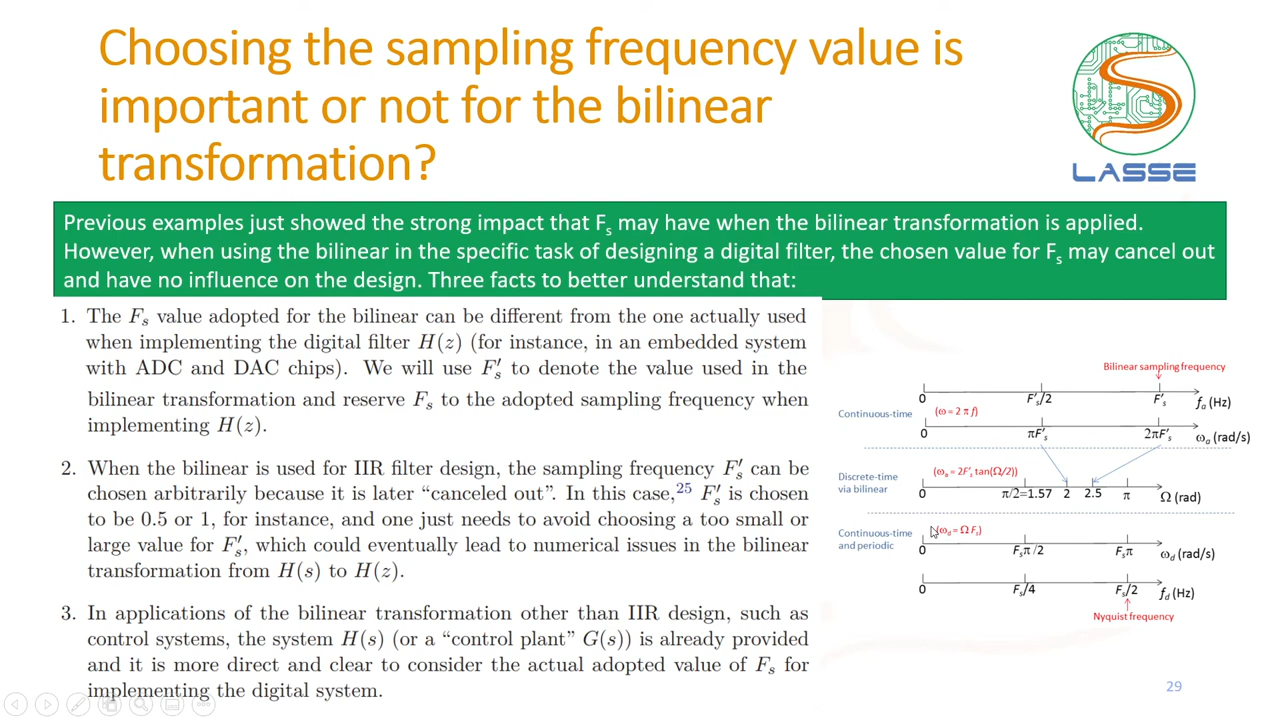 Choosing the sampling frequency value is
important or not for the bilinear
transformation?
LASSE
Previous examples just showed the strong impact that Fs may have when the bilinear transformation is applied.
However, when using the bilinear in the specific task of designing a digital filter, the chosen value for Fs may cancel out
and have no influence on the design. Three facts to better understand that:
1. The Fs value adopted for the bilinear can be different from the one actually used
when implementing the digital filter H(z) (for instance, in an embedded system
with ADC and DAC chips). We will use F's to denote the value used in the
bilinear transformation and reserve Fs to the adopted sampling frequency when
implementing H(z).
2. When the bilinear is used for IIR filter design, the sampling frequency F's can be
chosen arbitrarily because it is later “canceled out”. In this case,25 F's is chosen
to be 0.5 or 1, for instance, and one just needs to avoid choosing a too small or
large value for F's, which could eventually lead to numerical issues in the bilinear
transformation from H(s) to H(z).
3. In applications of the bilinear transformation other than IIR design, such as
control systems, the system H(s) (or a “control plant” G(s)) is already provided
and it is more direct and clear to consider the actual adopted value of Fs for
implementing the digital system.
Bilinear sampling frequency
0 F's/2 F's fa (Hz)
Continuous-time (ω = 2 π f)
0 πF's 2πF's ωa (rad/s)
Discrete-time
via bilinear
(ωa = 2F's tan(Ω/2))
0 π/2=1.57 2 2.5 π Ω (rad)
Continuous-time
and periodic
(ωd = Ω Fs)
0 Fsπ/2 Fsπ ωd (rad/s)
0 Fs/4 Fs/2 fd (Hz)
Nyquist frequency
29